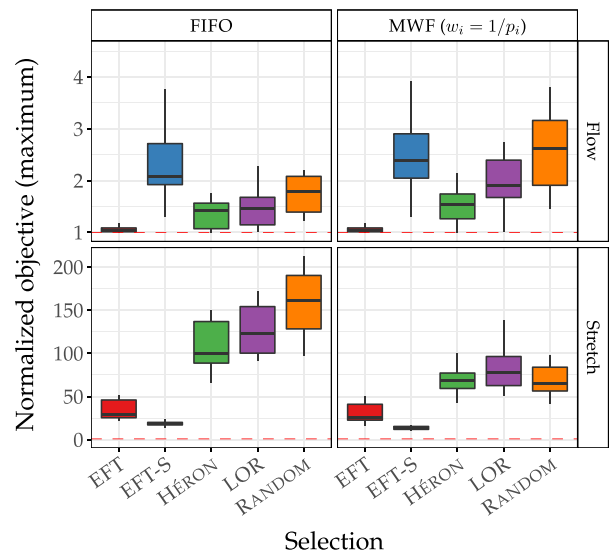 FIFO
MWF (wᵢ = 1/pᵢ)
Normalized objective (maximum)
4
3
2
1
Flow
200
150
100
50
0
Stretch
EFT
EFT-S
HÉRON
LOR
RANDOM
EFT
EFT-S
HÉRON
LOR
RANDOM
Selection